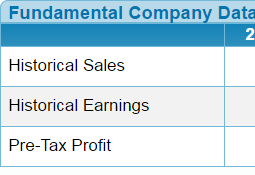 Fundamental Company Data
2
Historical Sales
Historical Earnings
Pre-Tax Profit